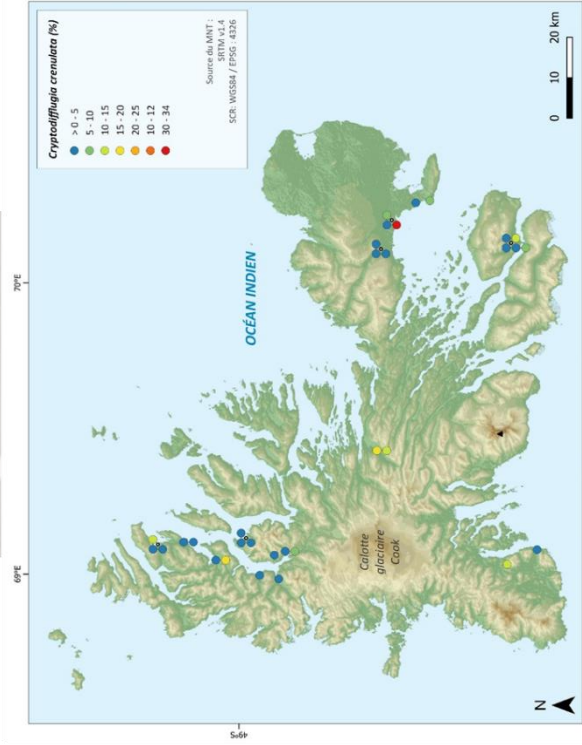 Cryptodifflugia crenulata (%)
> 0 - 5
5 - 10
10 - 15
15 - 20
20 - 25
10 - 12
30 - 34
Source du MNT :
SRTM v1.4
SCR: WGS84 / EPSG : 4326
70°E
OCÉAN INDIEN
Calotte
glaciaire
Cook
69°E
49°S
N
0 10 20 km